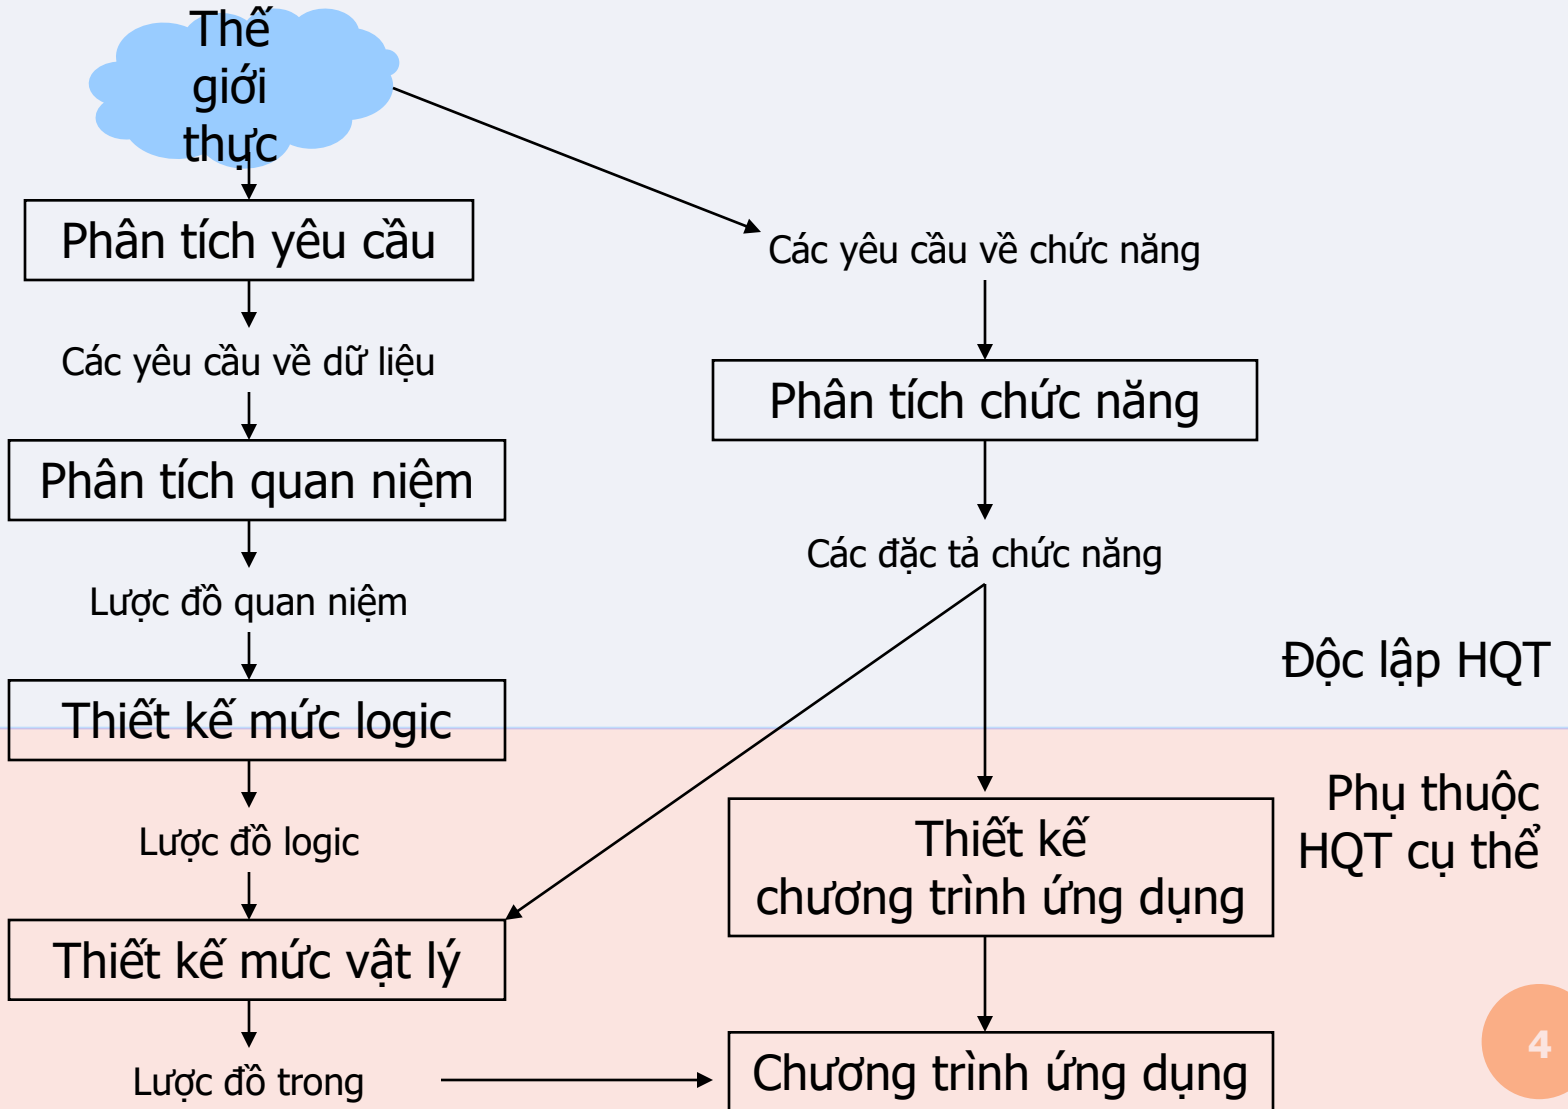 Thế
giới
thực
Phân tích yêu cầu
Các yêu cầu về chức năng
Các yêu cầu về dữ liệu
Phân tích chức năng
Phân tích quan niệm
Các đặc tả chức năng
Lược đồ quan niệm
Độc lập HQT
Thiết kế mức logic
Phụ thuộc
HQT cụ thể
Lược đồ logic
Thiết kế
chương trình ứng dụng
Thiết kế mức vật lý
Lược đồ trong
Chương trình ứng dụng
4